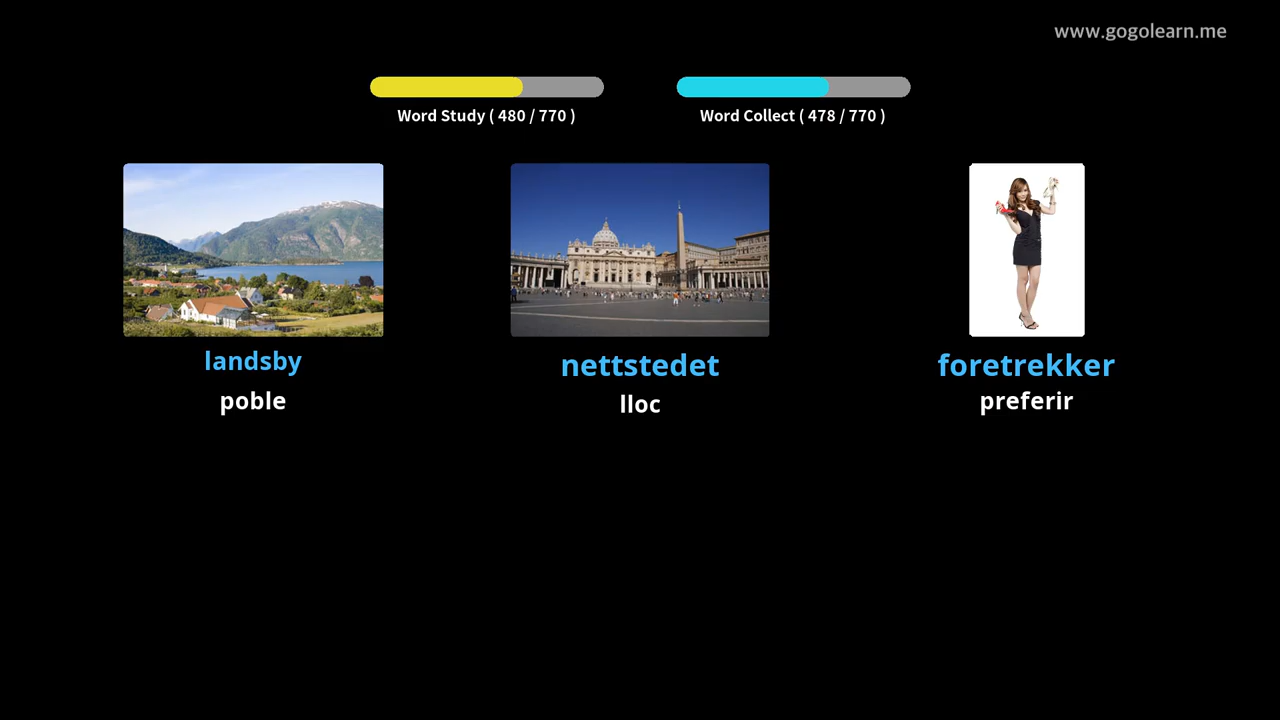 www.gogolearn.me
Word Study ( 480 / 770 )
Word Collect ( 478 / 770 )
landsby
poble
nettstedet
lloc
foretrekker
preferir